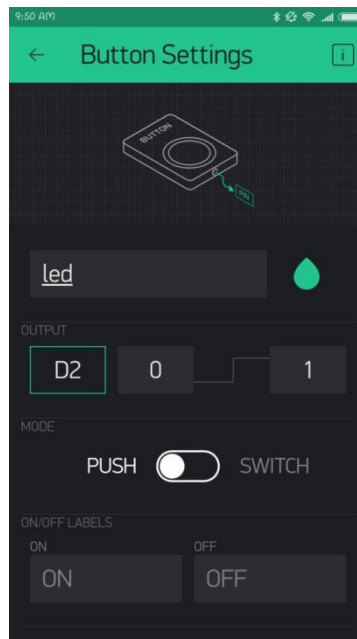 9:50 AM
← Button Settings i
BUTTON
PIN
led
OUTPUT
D2 0 1
MODE
PUSH SWITCH
ON/OFF LABELS
ON OFF
ON OFF